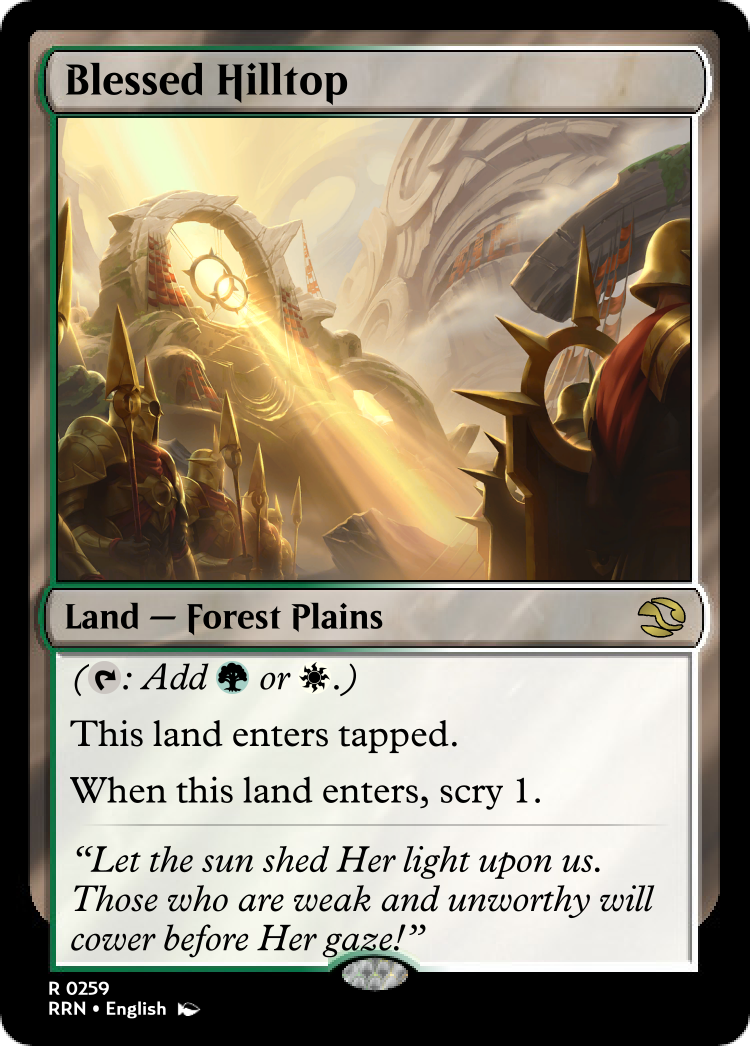 Blessed Hilltop
Land — Forest Plains
(: Add or .)
This land enters tapped.
When this land enters, scry 1.
“Let the sun shed Her light upon us.
Those who are weak and unworthy will
cower before Her gaze!”
R 0259
RRN • English